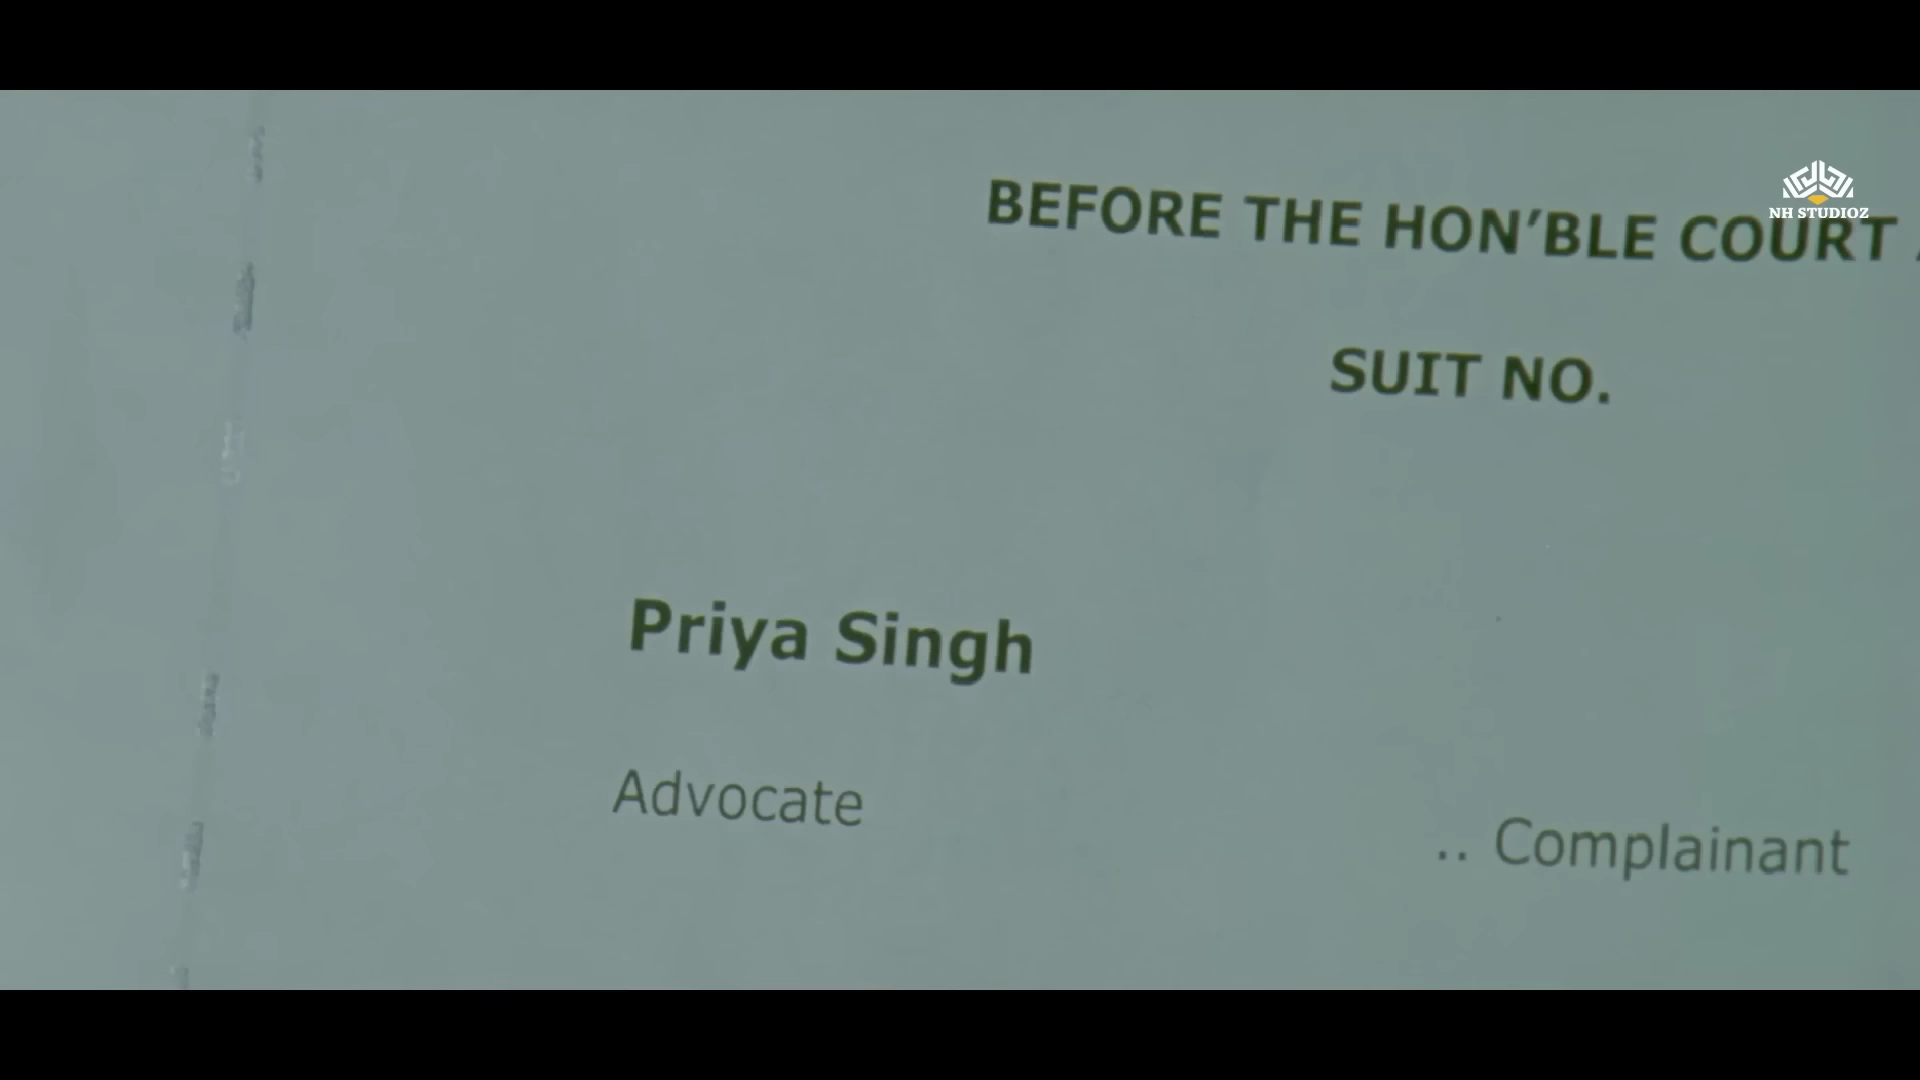 BEFORE THE HON'BLE COURT
NH STUDIOZ
SUIT NO.
Priya Singh
Advocate
.. Complainant